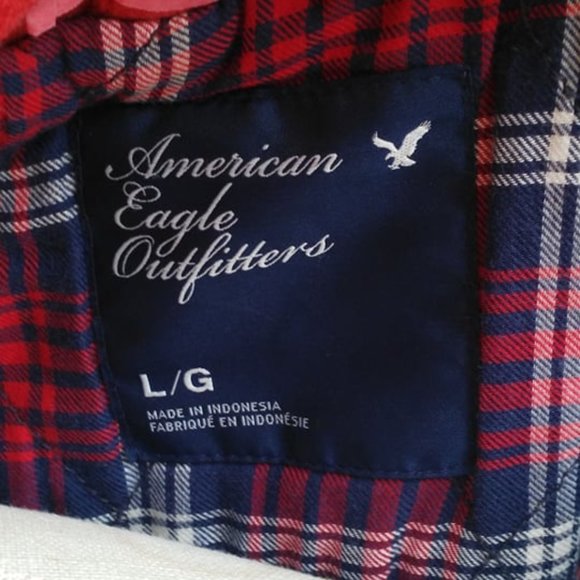 American
Eagle
Outfitters
L/G
MADE IN INDONESIA
FABRIQUÉ EN INDONÉSIE